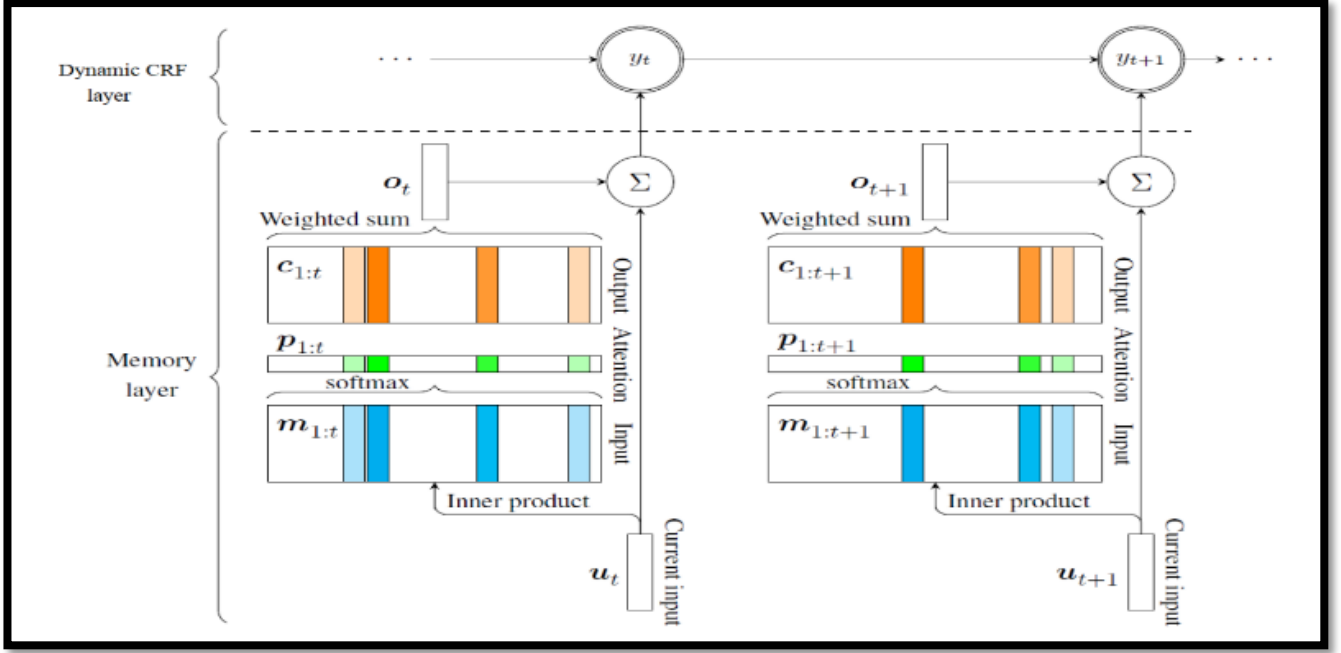 Dynamic CRF
layer
· · ·
y_t
y_{t+1}
· · ·
Memory
layer
o_t
Σ
Weighted sum
c_{1:t}
Output
p_{1:t}
Attention
softmax
m_{1:t}
Input
Inner product
u_t
Current input
o_{t+1}
Σ
Weighted sum
c_{1:t+1}
Output
p_{1:t+1}
Attention
softmax
m_{1:t+1}
Input
Inner product
u_{t+1}
Current input